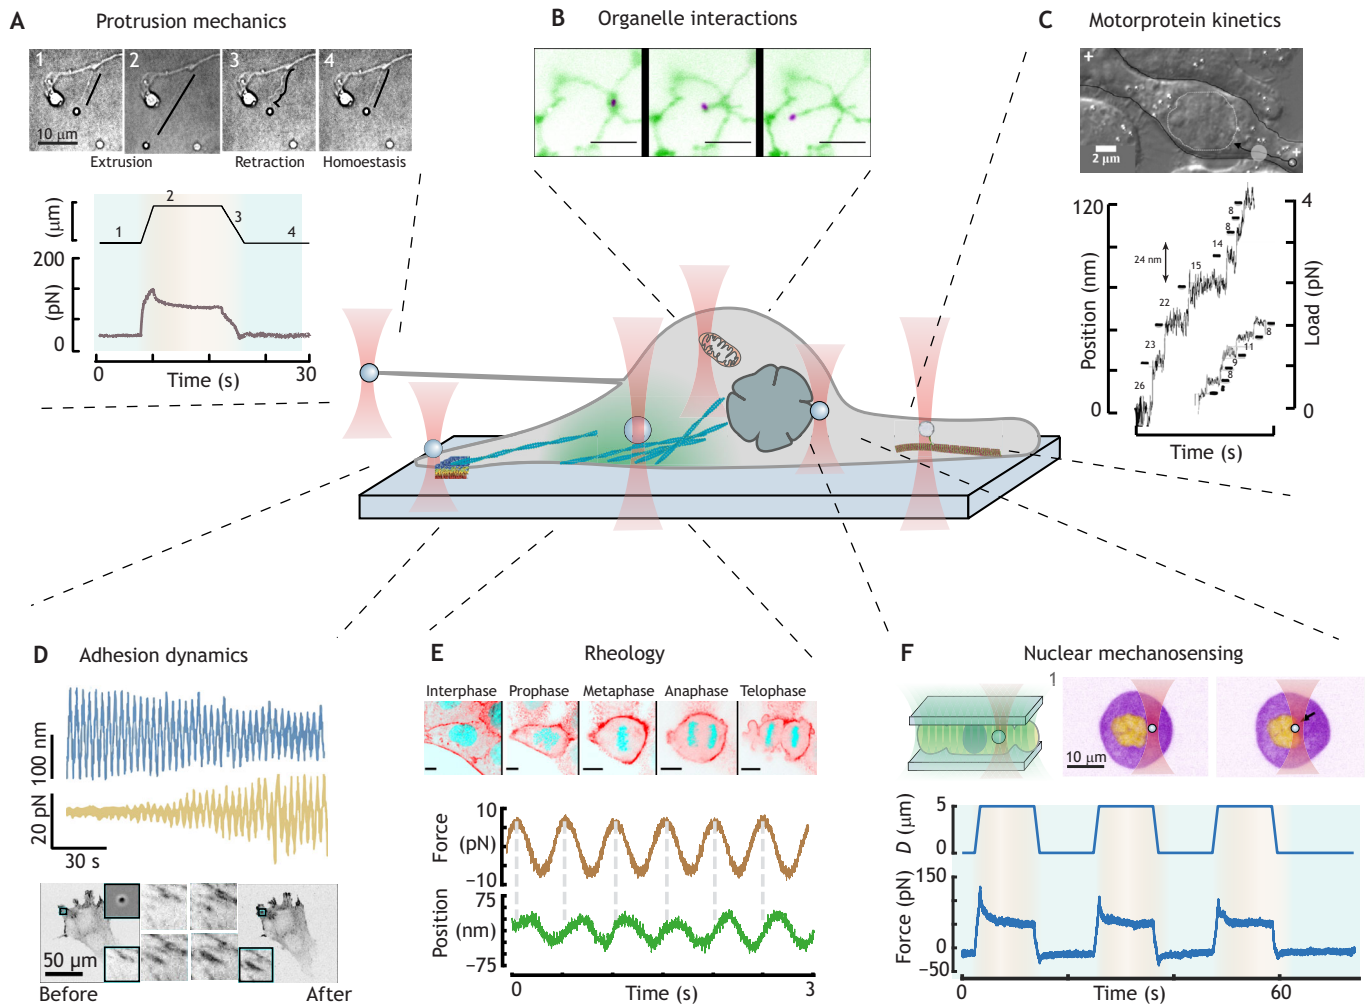 A Protrusion mechanics
1 2 3 4
10 μm
Extrusion Retraction Homoestasis
(μm)
1 2 3 4
200
(pN)
0
0 30
Time (s)
B Organelle interactions
C Motorprotein kinetics
+
+
2 μm
120 4
Position (nm)
Load (pN)
24 nm
8
8
8
14
15
22
23
26
8
11
9
8
0 0
Time (s)
D Adhesion dynamics
100 nm
20 pN
30 s
50 μm
Before After
E Rheology
Interphase Prophase Metaphase Anaphase Telophase
10
Force
(pN)
−10
75
Position
(nm)
−75
0 3
Time (s)
F Nuclear mechanosensing
1
10 μm
5
D (μm)
0
150
Force (pN)
0
−50
0 60
Time (s)